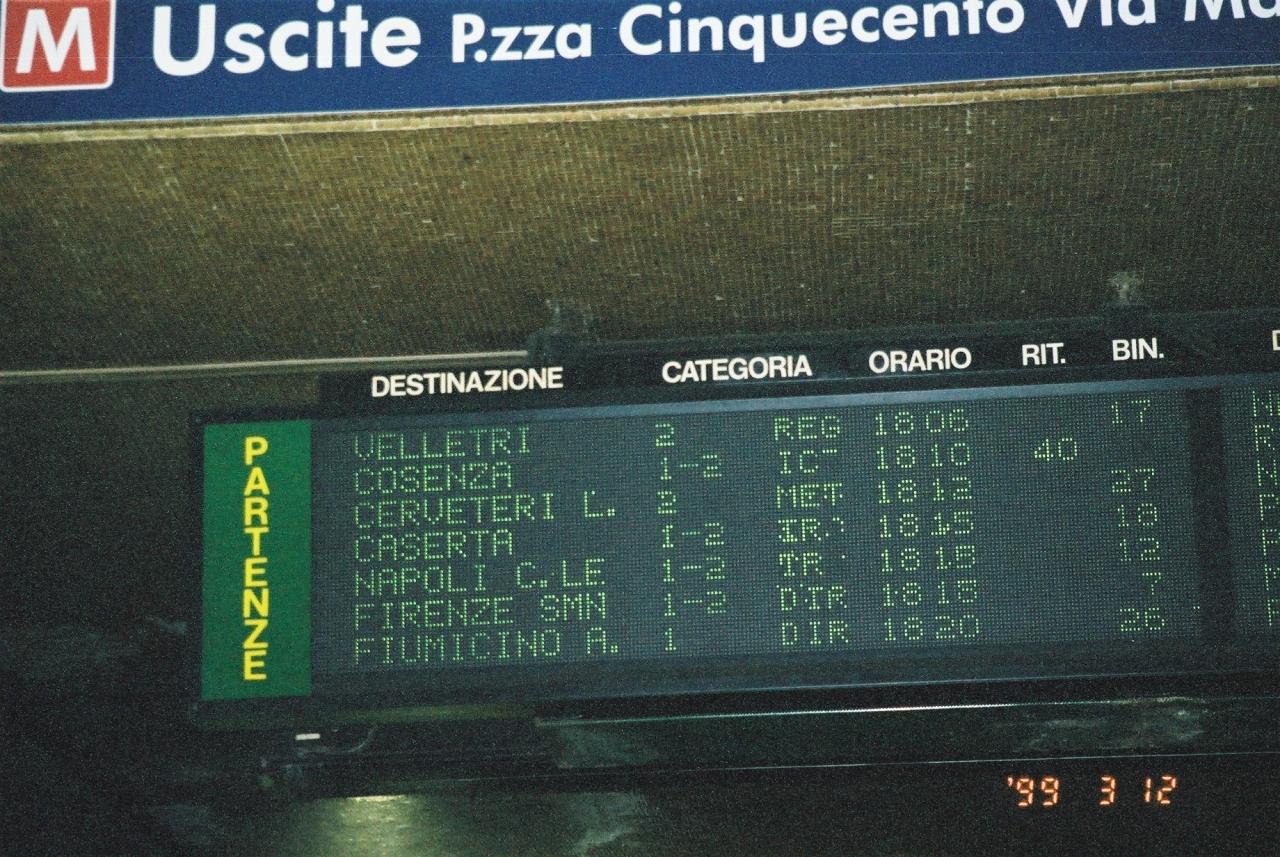 M Uscite P.zza Cinquecento Via
DESTINAZIONE CATEGORIA ORARIO RIT. BIN.
PARTENZE
VELLETRI 2 REG 18 06 17
COSENZA 1-2 IC 18 10 40
CERVETERI L. 2 MET 18 12 27
CASERTA 1-2 IR 18 15 18
NAPOLI C.LE 1-2 18 15 12
FIRENZE SMN 1-2 DIR 18 15 7
FIUMICINO A. 1 DIR 18 20 26
'99 3 12